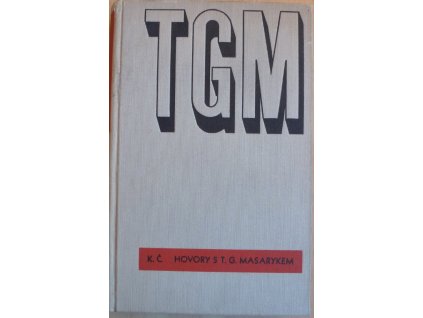 TGM
K. Č. HOVORY S T. G. MASARYKEM